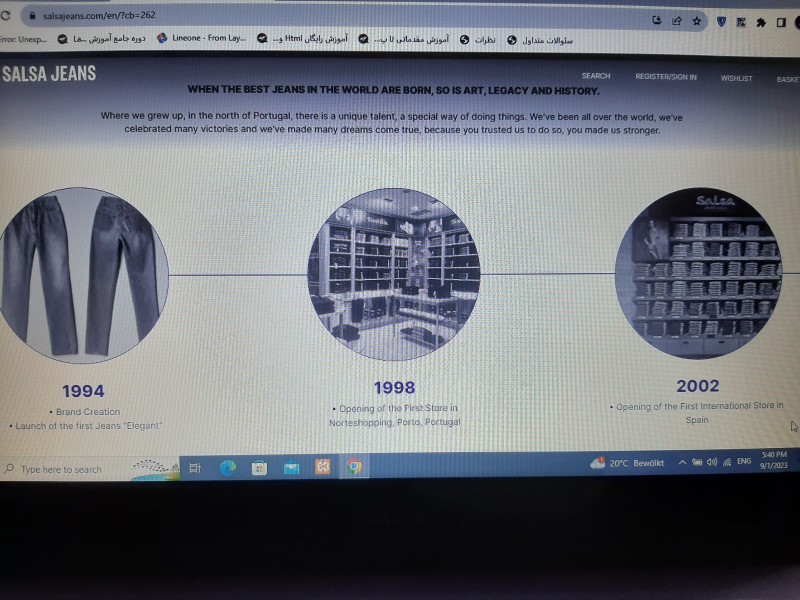 salsajeans.com/en/?cb=262
rror: Unexp...
دوره جامع آموزش ...ها
Lineone - From Lay...
آموزش رایگان Html و...
آموزش مقدماتی تا پ...
نظرات
سئوالات متداول
SALSA JEANS
SEARCH
REGISTER/SIGN IN
WISHLIST
BASKE
WHEN THE BEST JEANS IN THE WORLD ARE BORN, SO IS ART, LEGACY AND HISTORY.
Where we grew up, in the north of Portugal, there is a unique talent, a special way of doing things. We've been all over the world, we've
celebrated many victories and we've made many dreams come true, because you trusted us to do so, you made us stronger.
Salsa
1994
• Brand Creation
• Launch of the first Jeans "Elegant"
1998
• Opening of the First Store in
Norteshopping, Porto, Portugal
2002
• Opening of the First International Store in
Spain
Type here to search
20°C Bewölkt
ENG
5:40 PM
9/1/2023